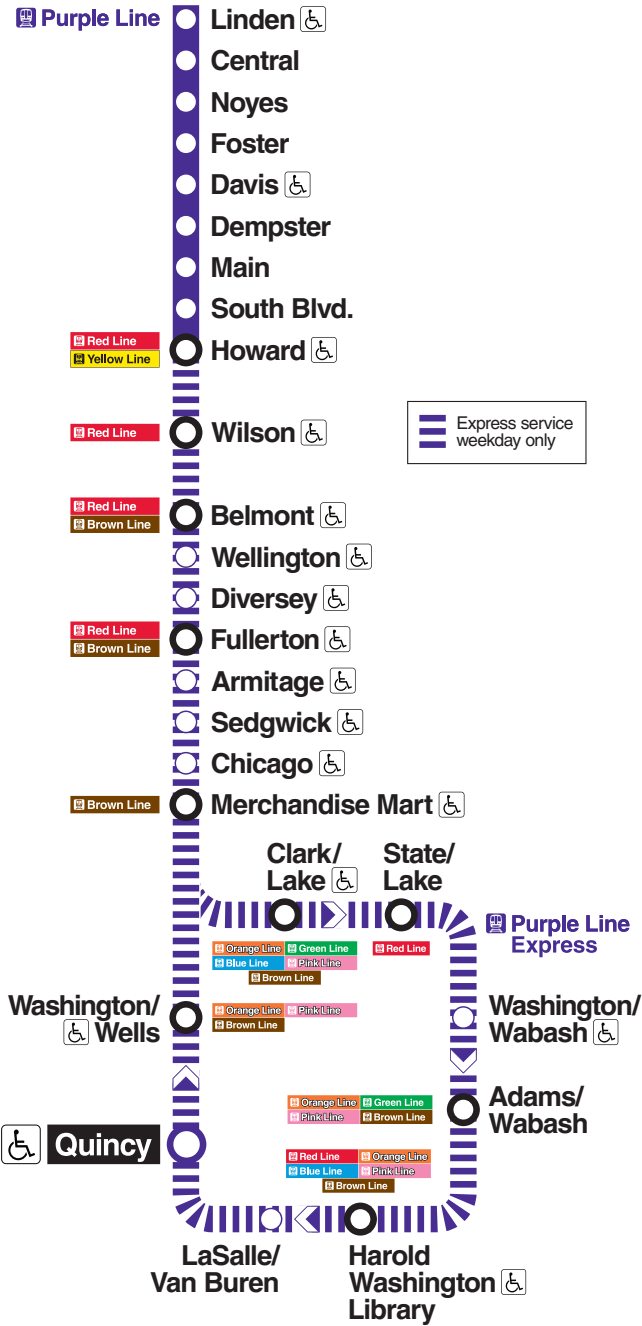 Purple Line
Linden
Central
Noyes
Foster
Davis
Dempster
Main
South Blvd.
Red Line
Yellow Line
Howard
Red Line
Wilson
Express service
weekday only
Red Line
Brown Line
Belmont
Wellington
Diversey
Red Line
Brown Line
Fullerton
Armitage
Sedgwick
Chicago
Brown Line
Merchandise Mart
Clark/
Lake
State/
Lake
Purple Line
Express
Orange Line
Green Line
Blue Line
Pink Line
Brown Line
Red Line
Washington/
Wells
Orange Line
Pink Line
Brown Line
Washington/
Wabash
Orange Line
Green Line
Pink Line
Brown Line
Adams/
Wabash
Quincy
Red Line
Orange Line
Blue Line
Pink Line
Brown Line
LaSalle/
Van Buren
Harold
Washington
Library